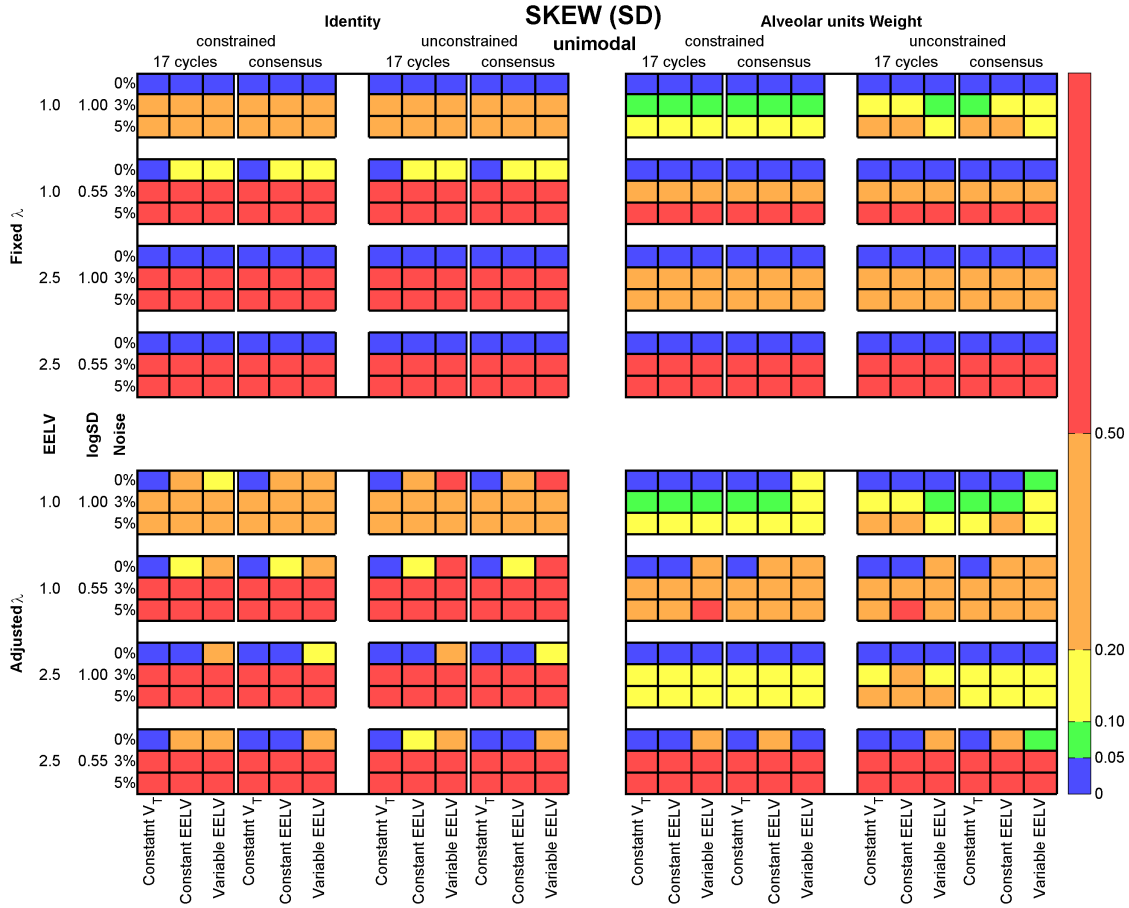 SKEW (SD)
Identity
Alveolar units Weight
unimodal
constrained unconstrained constrained unconstrained
17 cycles consensus 17 cycles consensus 17 cycles consensus 17 cycles consensus
0%
1.0 1.00 3%
5%
0%
1.0 0.55 3%
5%
Fixed λ
0%
2.5 1.00 3%
5%
0%
2.5 0.55 3%
5%
EELV
logSD
Noise
0.50
0%
1.0 1.00 3%
5%
0%
1.0 0.55 3%
5%
Adjusted λ
0%
2.5 1.00 3%
5%
0%
2.5 0.55 3%
5%
0.20
0.10
0.05
0
Constatnt VT
Constant EELV
Variable EELV
Constatnt VT
Constant EELV
Variable EELV
Constatnt VT
Constant EELV
Variable EELV
Constatnt VT
Constant EELV
Variable EELV
Constatnt VT
Constant EELV
Variable EELV
Constatnt VT
Constant EELV
Variable EELV
Constatnt VT
Constant EELV
Variable EELV
Constatnt VT
Constant EELV
Variable EELV